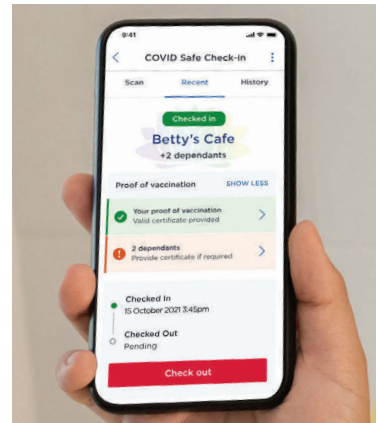 9:41
COVID Safe Check-in
Scan Recent History
Checked in
Betty's Cafe
+2 dependants
Proof of vaccination SHOW LESS
Your proof of vaccination
Valid certificate provided
2 dependants
Provide certificate if required
Checked In
15 October 2021 3:45pm
Checked Out
Pending
Check out